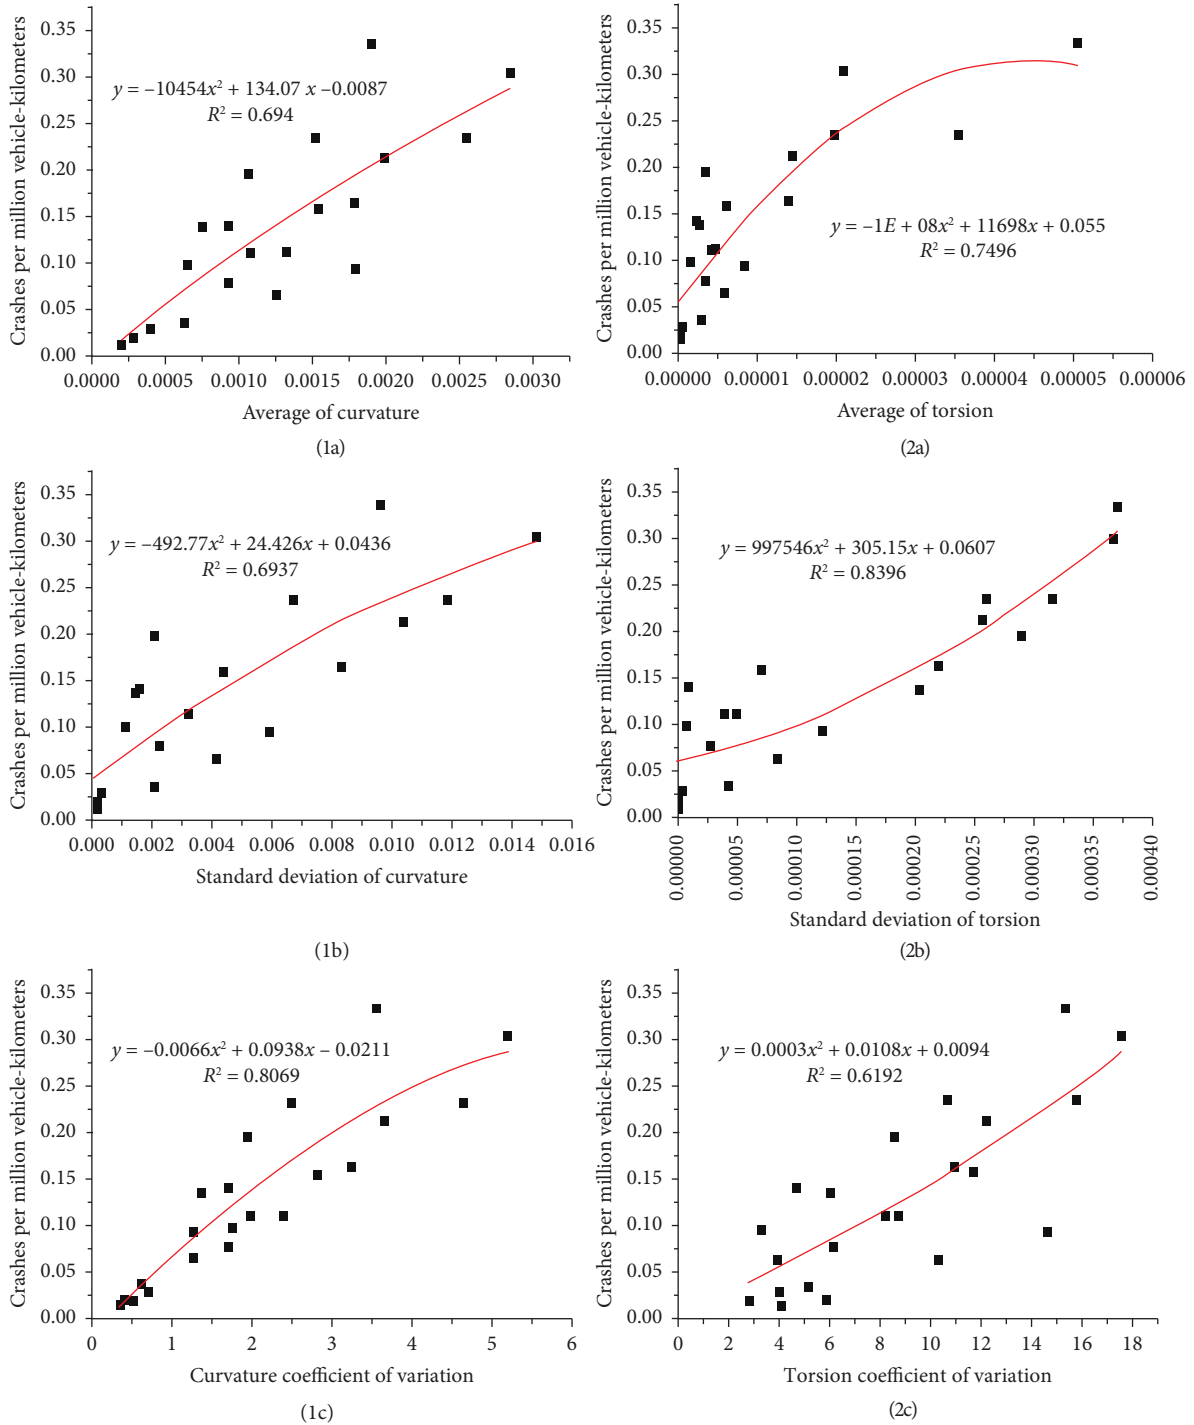 Crashes per million vehicle-kilometers
0.35
0.30
0.25
0.20
0.15
0.10
0.05
0.00
y = –10454x² + 134.07 x –0.0087
R² = 0.694
0.0000 0.0005 0.0010 0.0015 0.0020 0.0025 0.0030
Average of curvature
(1a)
Crashes per million vehicle-kilometers
0.35
0.30
0.25
0.20
0.15
0.10
0.05
0.00
y = –1E + 08x² + 11698x + 0.055
R² = 0.7496
0.00000 0.00001 0.00002 0.00003 0.00004 0.00005 0.00006
Average of torsion
(2a)
Crashes per million vehicle-kilometers
0.35
0.30
0.25
0.20
0.15
0.10
0.05
0.00
y = –492.77x² + 24.426x + 0.0436
R² = 0.6937
0.000 0.002 0.004 0.006 0.008 0.010 0.012 0.014 0.016
Standard deviation of curvature
(1b)
Crashes per million vehicle-kilometers
0.35
0.30
0.25
0.20
0.15
0.10
0.05
0.00
y = 997546x² + 305.15x + 0.0607
R² = 0.8396
0.00000 0.00005 0.00010 0.00015 0.00020 0.00025 0.00030 0.00035 0.00040
Standard deviation of torsion
(2b)
Crashes per million vehicle-kilometers
0.35
0.30
0.25
0.20
0.15
0.10
0.05
0.00
y = –0.0066x² + 0.0938x – 0.0211
R² = 0.8069
0 1 2 3 4 5 6
Curvature coefficient of variation
(1c)
Crashes per million vehicle-kilometers
0.35
0.30
0.25
0.20
0.15
0.10
0.05
0.00
y = 0.0003x² + 0.0108x + 0.0094
R² = 0.6192
0 2 4 6 8 10 12 14 16 18
Torsion coefficient of variation
(2c)